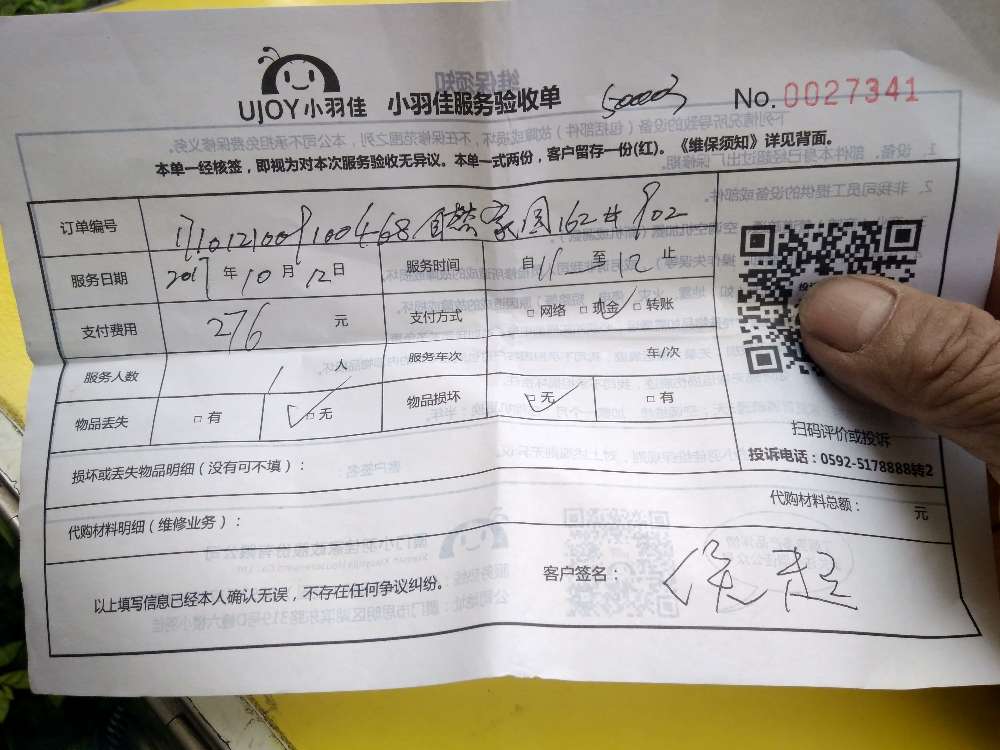 UJOY小羽佳 小羽佳服务验收单 No. 0027341
本单一经核签，即视为对本次服务验收无异议。本单一式两份，客户留存一份(红)。《维保须知》详见背面。
订单编号 162# 902
服务日期 2017 年 10 月 12 日 服务时间 自 11 至 12 止
支付费用 276 元 支付方式 □ 网络 □ 现金 □ 转账
服务人数 1 人 服务车次 车/次
物品丢失 □ 有 □ 无 物品损坏 □ 无 □ 有
扫码评价或投诉
投诉电话：0592-5178888转2
损坏或丢失物品明细（没有可不填）：
代购材料明细（维修业务）： 代购材料总额： 元
以上填写信息已经本人确认无误，不存在任何争议纠纷。 客户签名：